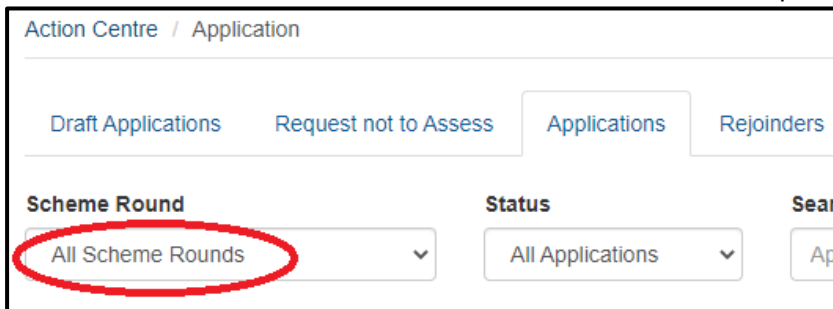 Action Centre / Application
Draft Applications Request not to Assess Applications Rejoinders
Scheme Round Status
All Scheme Rounds All Applications